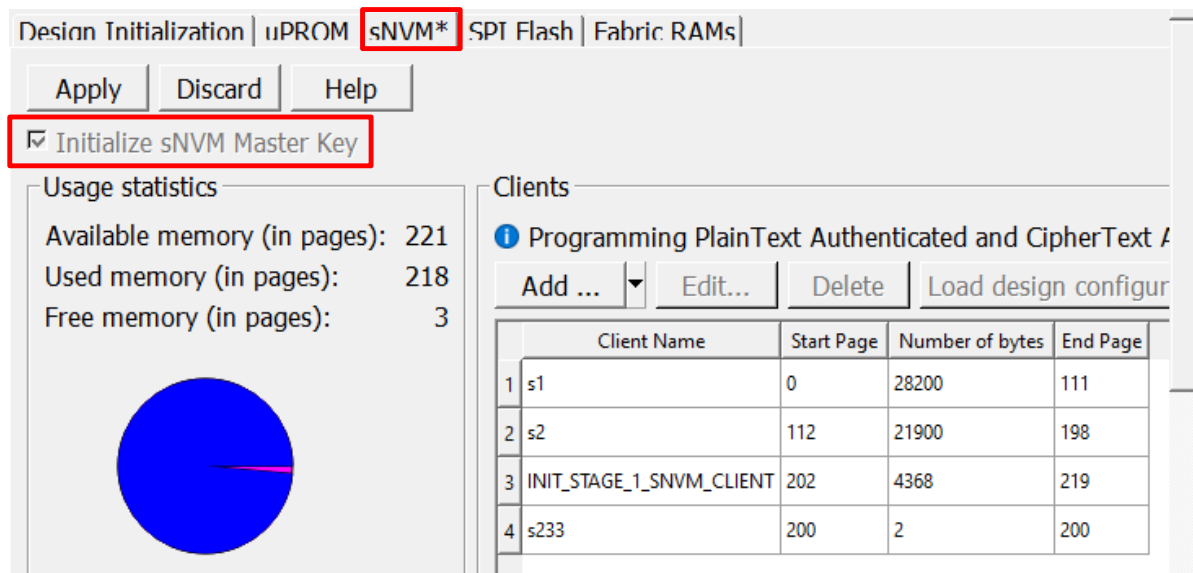 Design Initialization uPROM sNVM* SPI Flash Fabric RAMs
Apply Discard Help
Initialize sNVM Master Key
Usage statistics
Available memory (in pages): 221
Used memory (in pages): 218
Free memory (in pages): 3
Clients
Programming PlainText Authenticated and CipherText A
Add ... Edit... Delete Load design configur
Client Name Start Page Number of bytes End Page
1 s1 0 28200 111
2 s2 112 21900 198
3 INIT_STAGE_1_SNVM_CLIENT 202 4368 219
4 s233 200 2 200